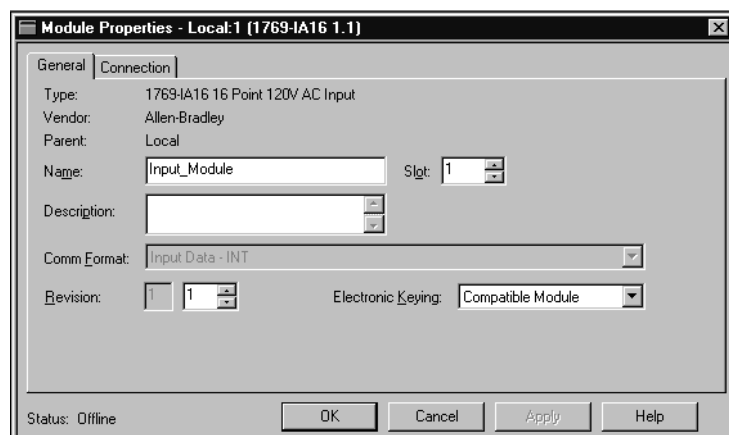 Module Properties - Local:1 (1769-IA16 1.1)
General Connection
Type: 1769-IA16 16 Point 120V AC Input
Vendor: Allen-Bradley
Parent: Local
Name: Input_Module Slot: 1
Description:
Comm Format: Input Data - INT
Revision: 1 1 Electronic Keying: Compatible Module
Status: Offline OK Cancel Apply Help